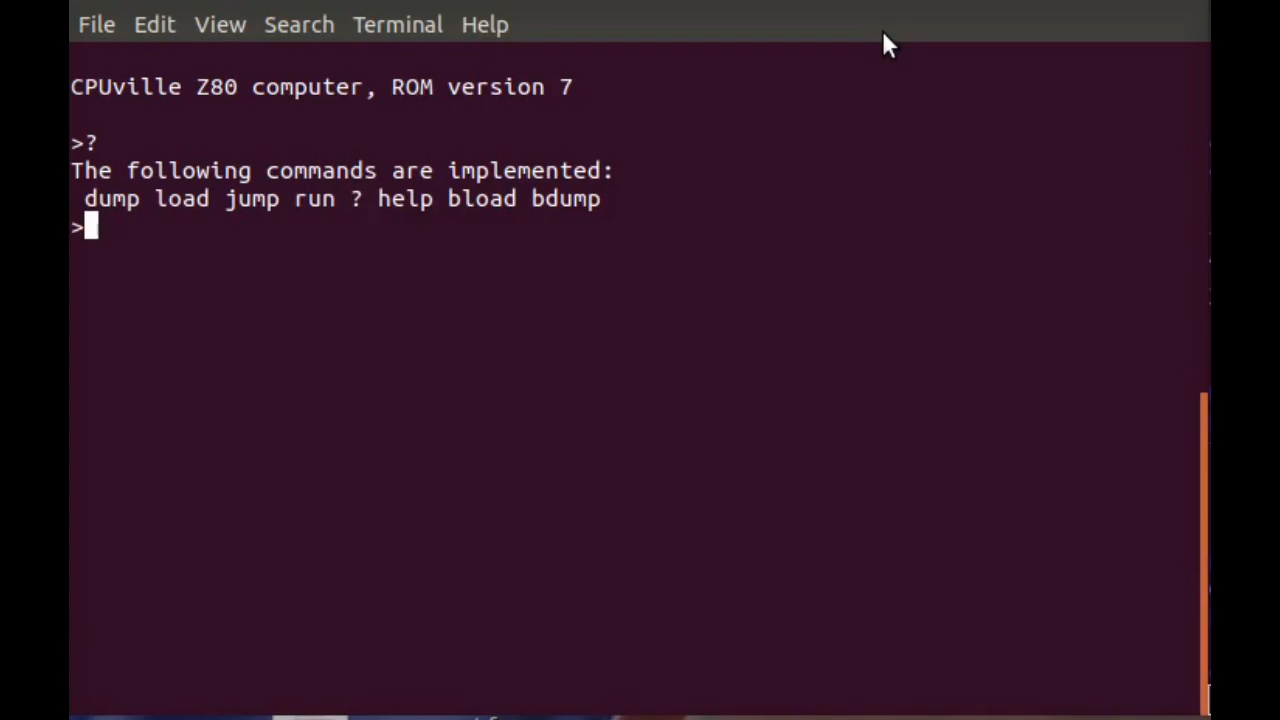 File Edit View Search Terminal Help
CPUville Z80 computer, ROM version 7
>?
The following commands are implemented:
dump load jump run ? help bload bdump
>